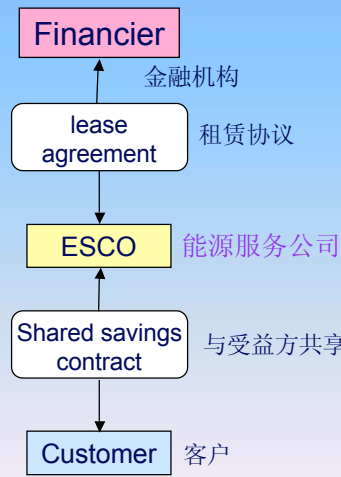 Financier
金融机构
lease
agreement
租赁协议
ESCO
能源服务公司
Shared savings
contract
与受益方共享
Customer
客户